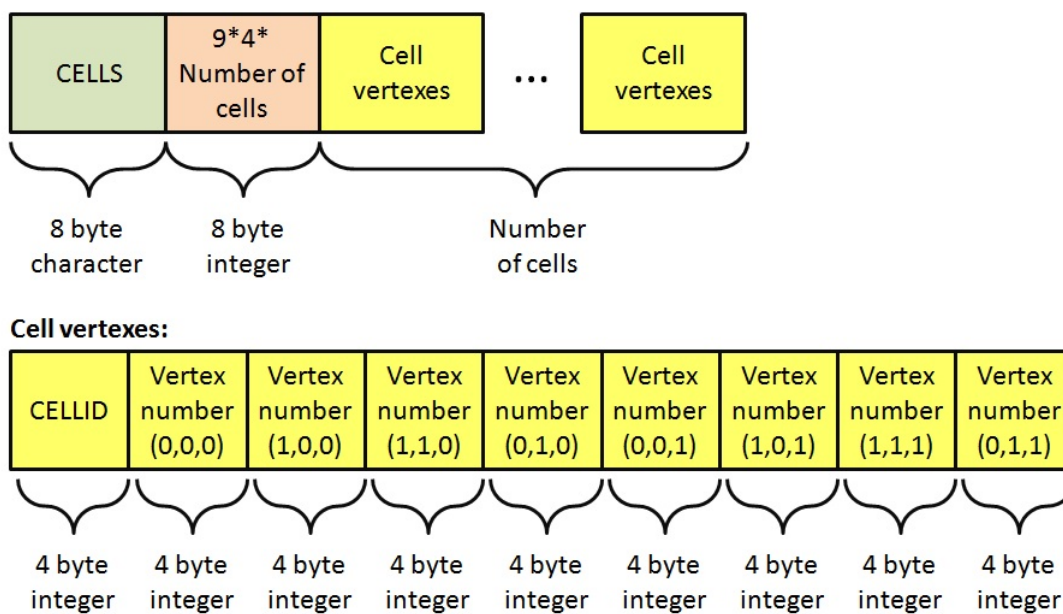 CELLS
9*4*
Number of
cells
Cell
vertexes
...
Cell
vertexes
8 byte
character
8 byte
integer
Number
of cells
Cell vertexes:
CELLID
Vertex
number
(0,0,0)
Vertex
number
(1,0,0)
Vertex
number
(1,1,0)
Vertex
number
(0,1,0)
Vertex
number
(0,0,1)
Vertex
number
(1,0,1)
Vertex
number
(1,1,1)
Vertex
number
(0,1,1)
4 byte
integer
4 byte
integer
4 byte
integer
4 byte
integer
4 byte
integer
4 byte
integer
4 byte
integer
4 byte
integer
4 byte
integer